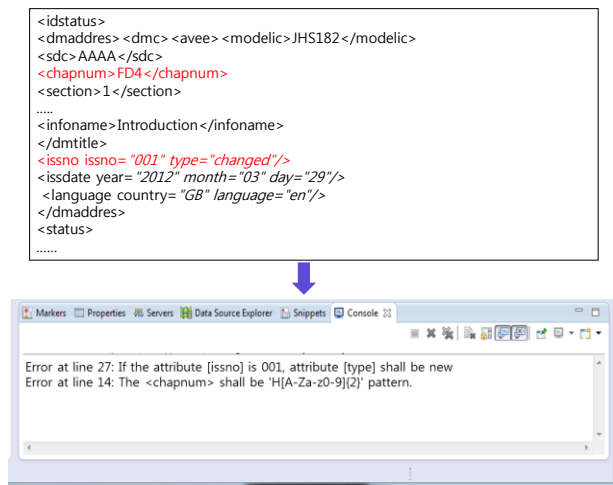 <idstatus>
<dmaddres><dmc><avee><modelic>JHS182</modelic>
<sdc>AAAA</sdc>
<chapnum>FD4</chapnum>
<section>1</section>
.....
<infoname>Introduction</infoname>
</dmtitle>
<issno issno="001" type="changed"/>
<issdate year="2012" month="03" day="29"/>
<language country="GB" language="en"/>
</dmaddres>
<status>
......
Markers Properties Servers Data Source Explorer Snippets Console
Error at line 27: If the attribute [issno] is 001, attribute [type] shall be new
Error at line 14: The <chapnum> shall be 'H[A-Za-z0-9]{2}' pattern.